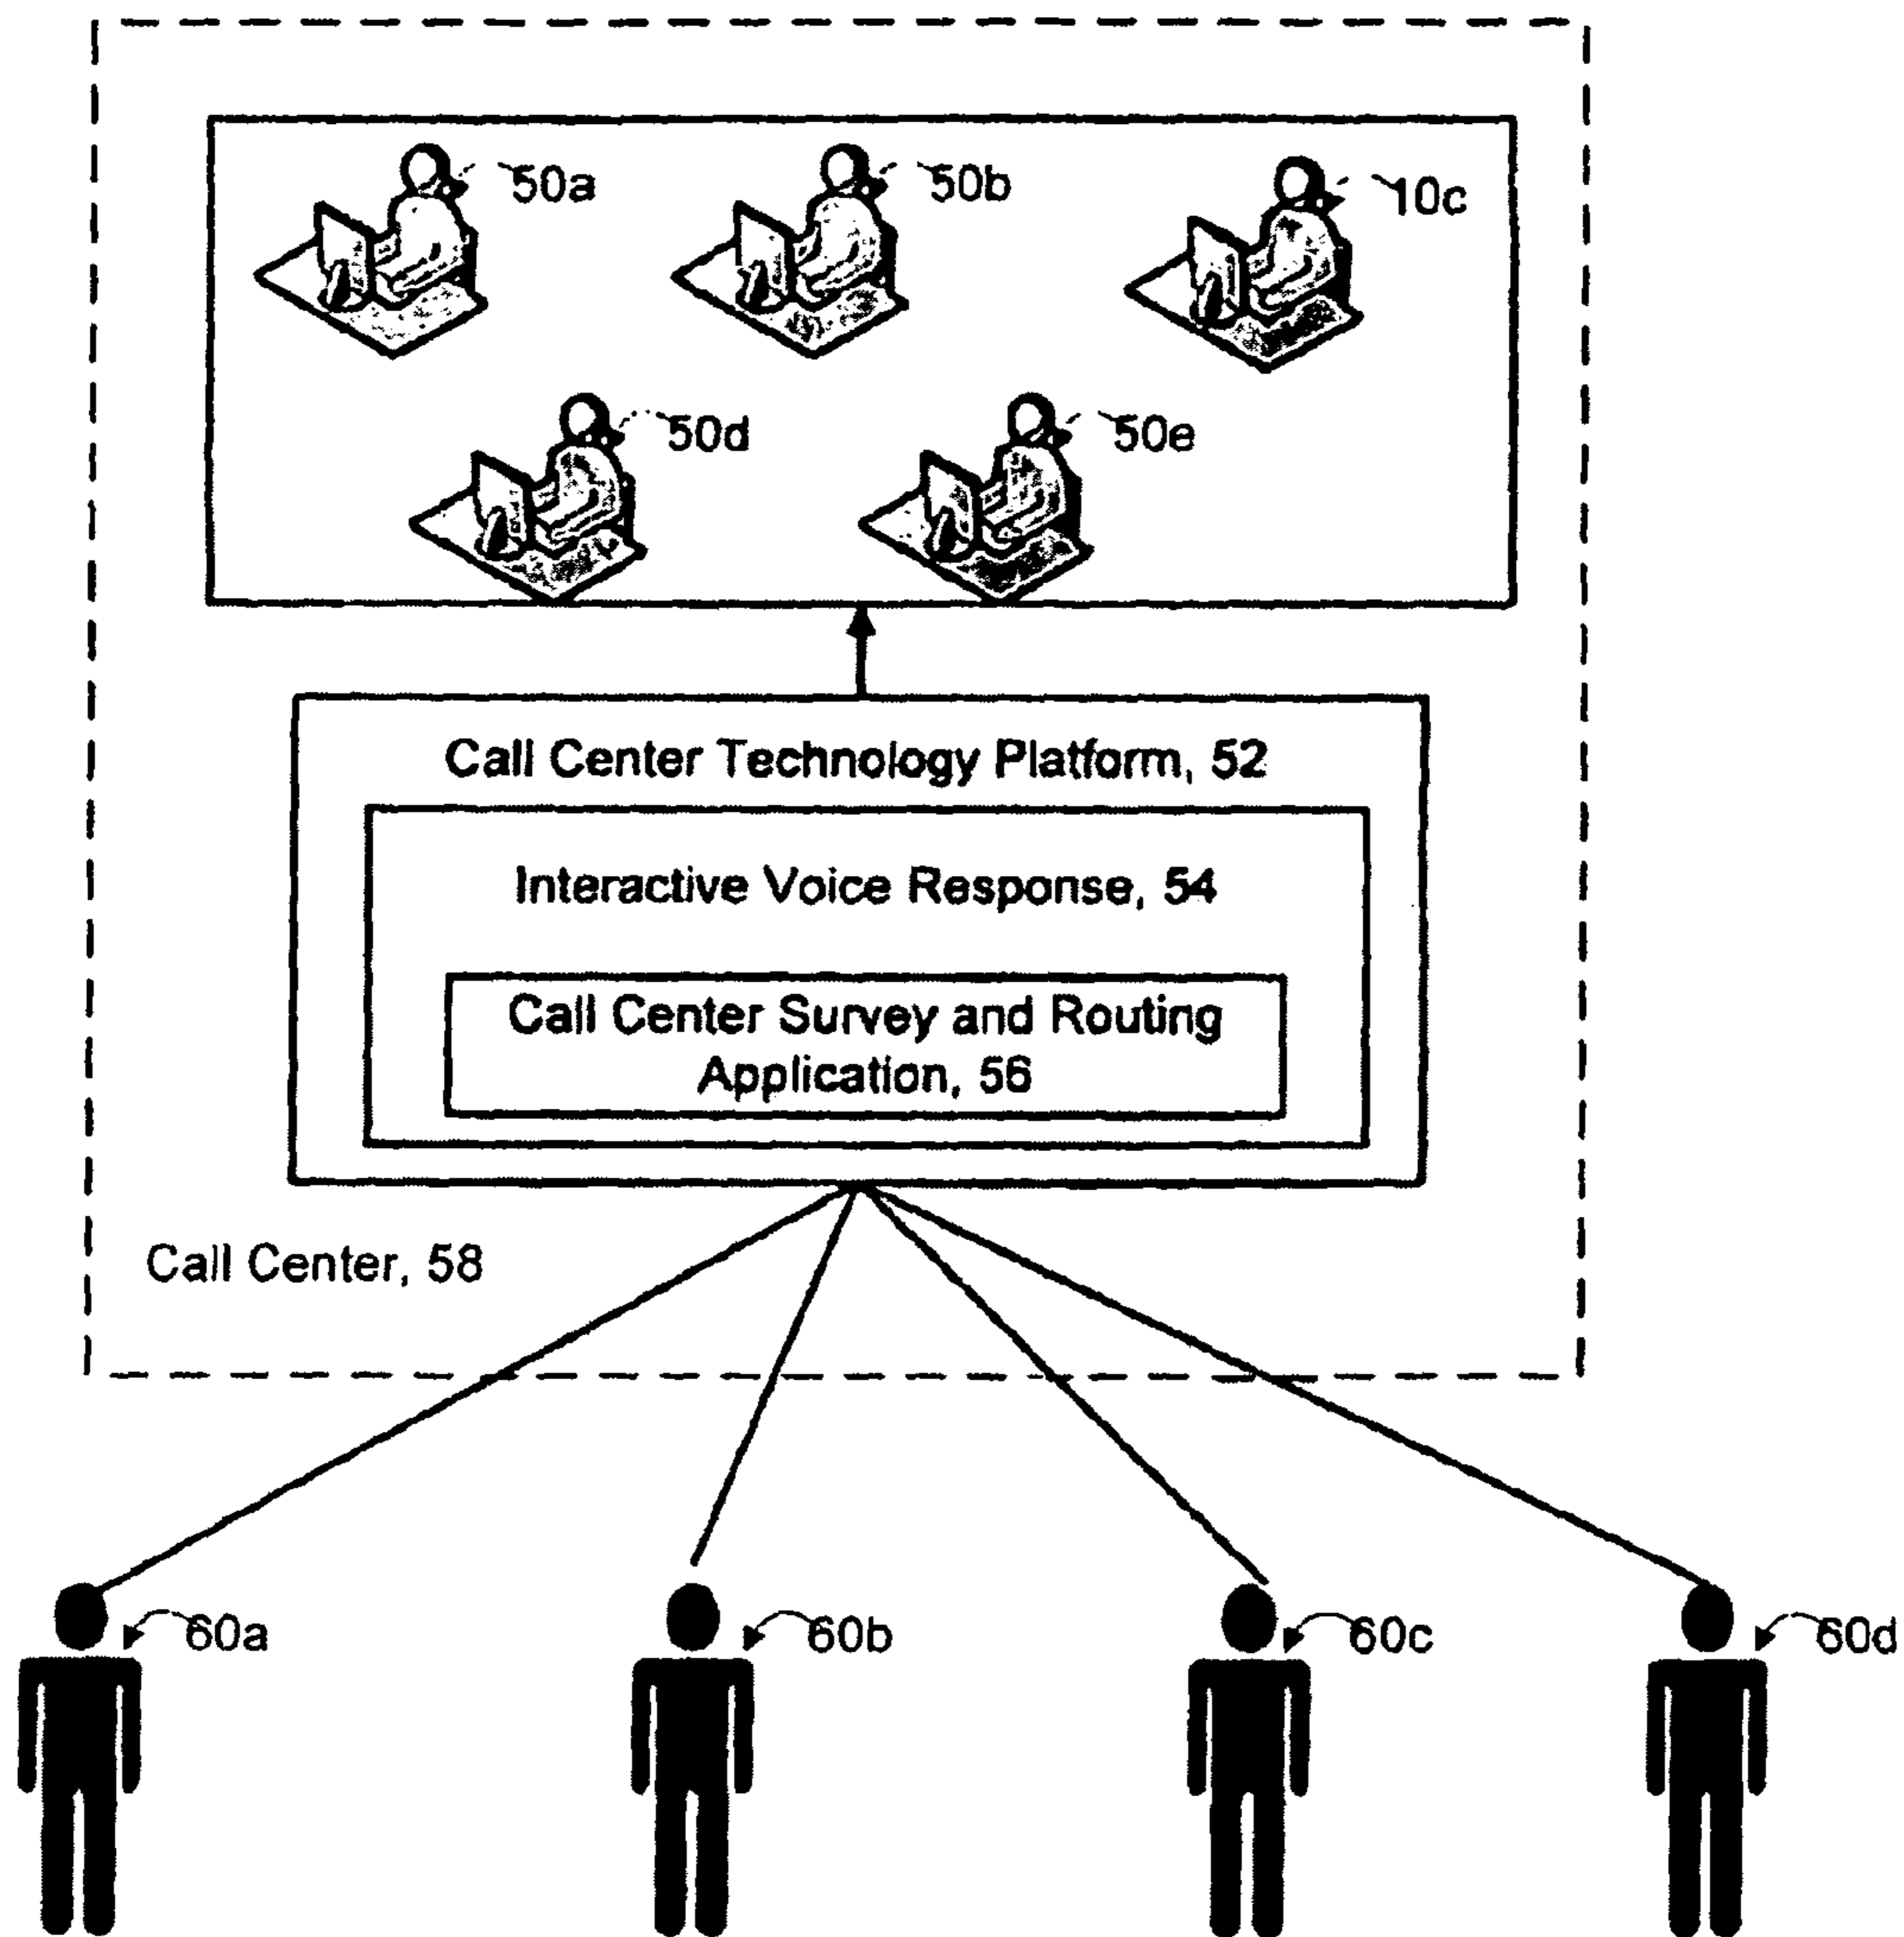 50a
50b
10c
50d
50e
Call Center Technology Platform, 52
Interactive Voice Response, 54
Call Center Survey and Routing
Application, 56
Call Center, 58
60a
60b
60c
60d